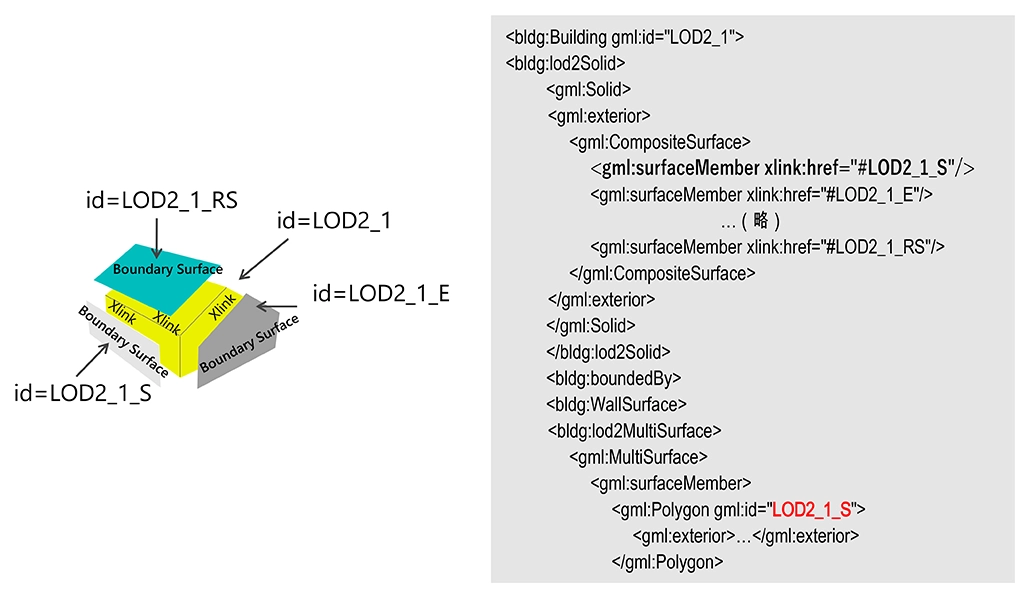 id=LOD2_1_RS
id=LOD2_1
Boundary Surface
id=LOD2_1_E
Xlink
Xlink
Xlink
Boundary Surface
Boundary Surface
id=LOD2_1_S
<bldg:Building gml:id="LOD2_1">
<bldg:lod2Solid>
<gml:Solid>
<gml:exterior>
<gml:CompositeSurface>
<gml:surfaceMember xlink:href="#LOD2_1_S"/>
<gml:surfaceMember xlink:href="#LOD2_1_E"/>
…（略）
<gml:surfaceMember xlink:href="#LOD2_1_RS"/>
</gml:CompositeSurface>
</gml:exterior>
</gml:Solid>
</bldg:lod2Solid>
<bldg:boundedBy>
<bldg:WallSurface>
<bldg:lod2MultiSurface>
<gml:MultiSurface>
<gml:surfaceMember>
<gml:Polygon gml:id="LOD2_1_S">
<gml:exterior>…</gml:exterior>
</gml:Polygon>